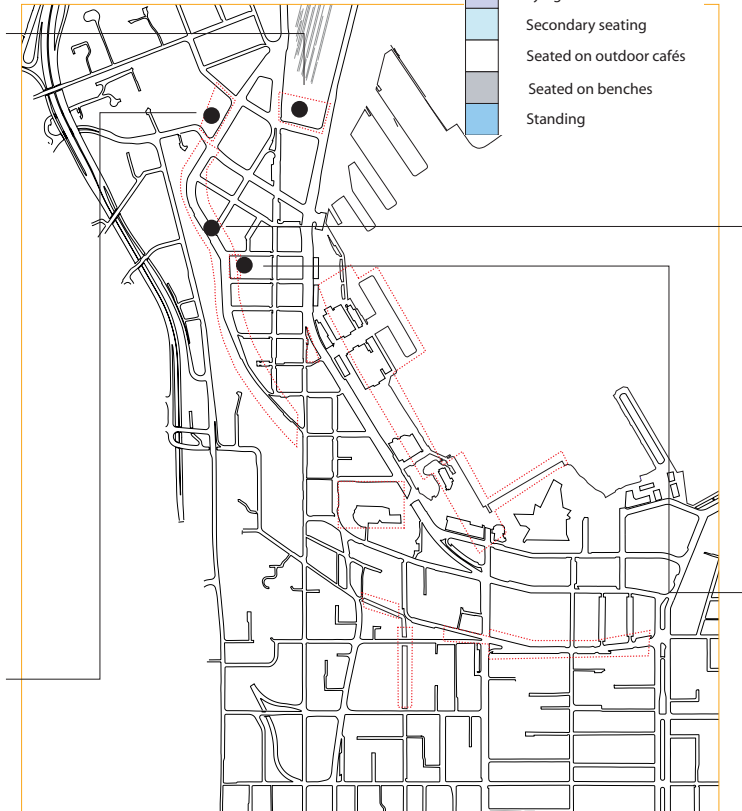 Secondary seating
Seated on outdoor cafés
Seated on benches
Standing